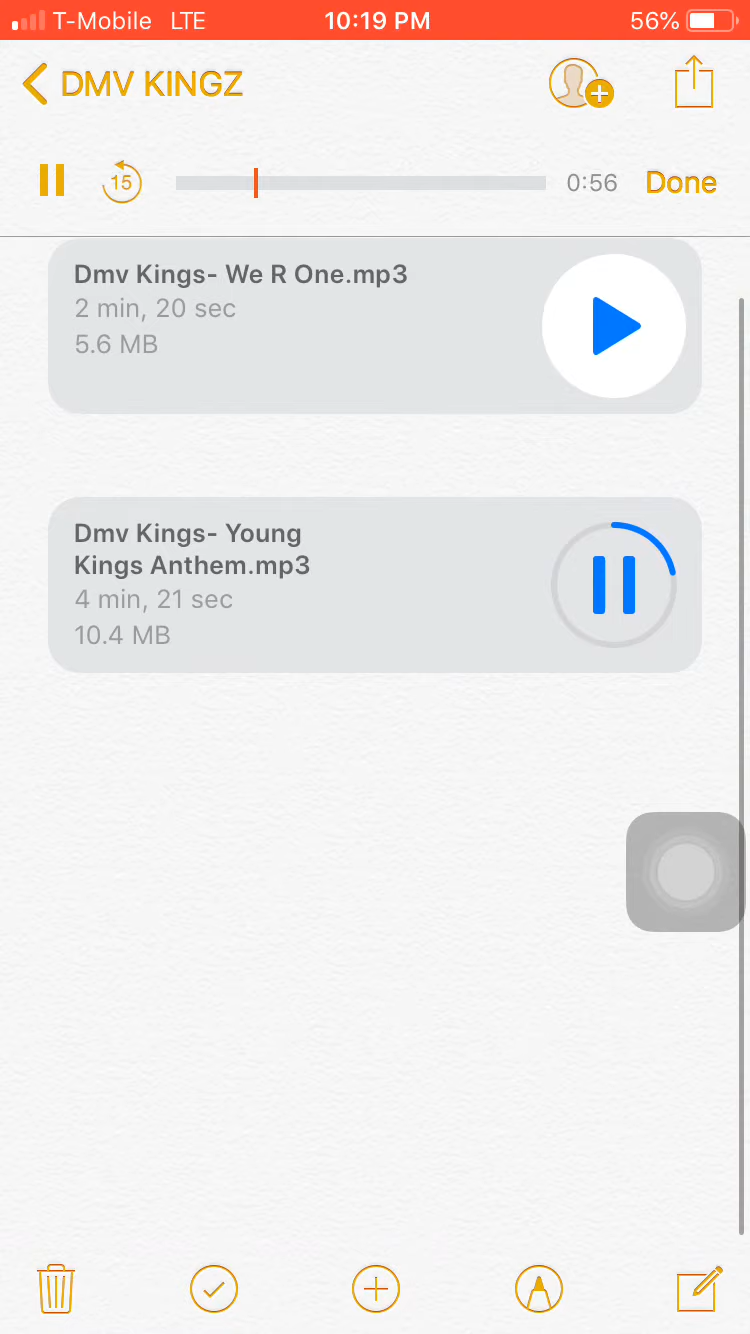 T-Mobile LTE 10:19 PM 56%
DMV KINGZ
15 0:56 Done
Dmv Kings- We R One.mp3
2 min, 20 sec
5.6 MB
Dmv Kings- Young
Kings Anthem.mp3
4 min, 21 sec
10.4 MB